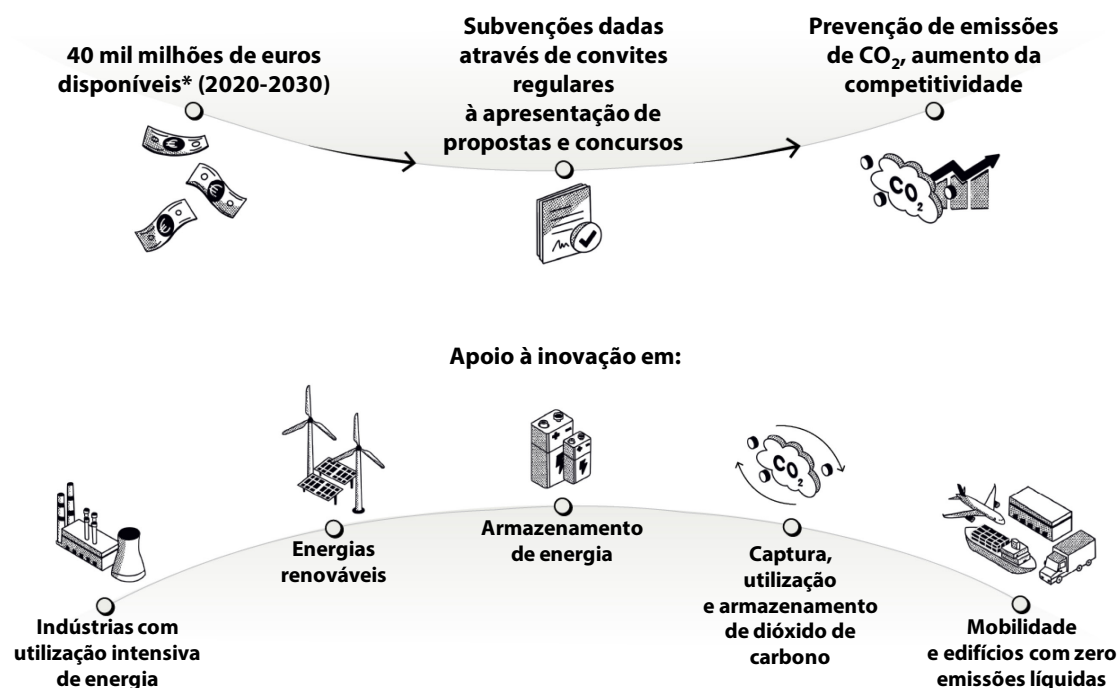 40 mil milhões de euros
disponíveis* (2020-2030)
Subvenções dadas
através de convites
regulares
à apresentação de
propostas e concursos
Prevenção de emissões
de CO₂, aumento da
competitividade
CO₂
Apoio à inovação em:
CO₂
Indústrias com
utilização intensiva
de energia
Energias
renováveis
Armazenamento
de energia
Captura,
utilização
e armazenamento
de dióxido de
carbono
Mobilidade
e edifícios com zero
emissões líquidas